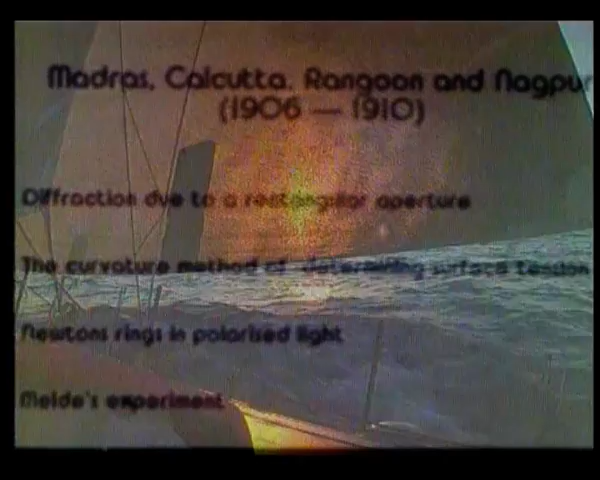 Madras, Calcutta, Rangoon and Nagpur
(1906 — 1910)
Diffraction due to a rectangular aperture
The curvature method of determining surface tension
Newtons rings in polarised light
Melde's experiment